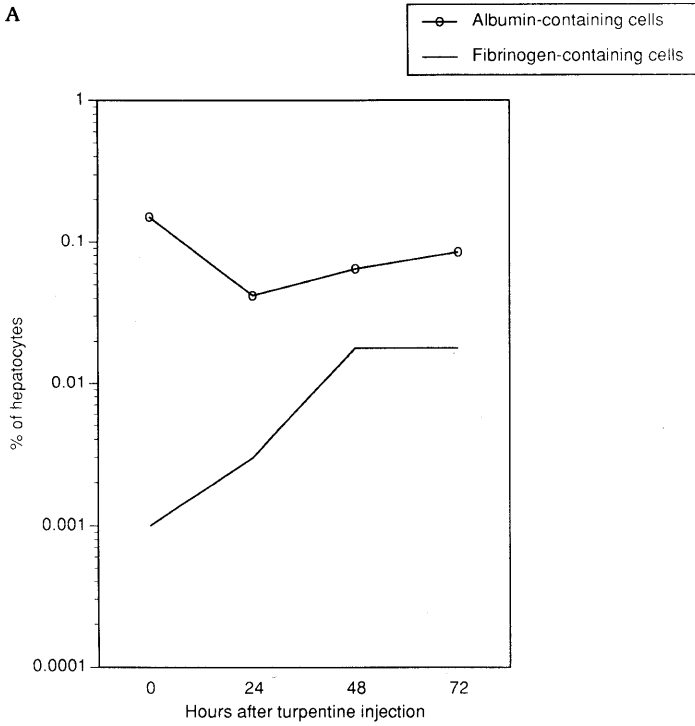 A
Albumin-containing cells
Fibrinogen-containing cells
1
0.1
0.01
0.001
0.0001
% of hepatocytes
0 24 48 72
Hours after turpentine injection